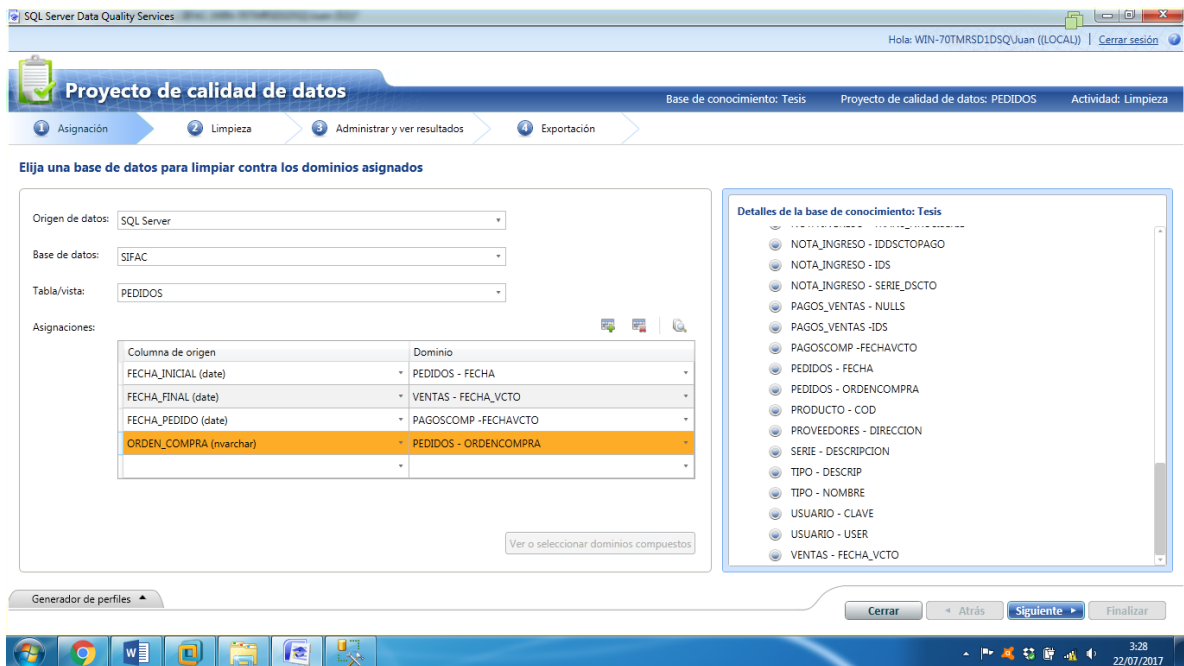 SQL Server Data Quality Services
Hola: WIN-70TMRSD1DSQ\Juan ((LOCAL)) | Cerrar sesión
Proyecto de calidad de datos
Base de conocimiento: Tesis Proyecto de calidad de datos: PEDIDOS Actividad: Limpieza
1 Asignación 2 Limpieza 3 Administrar y ver resultados 4 Exportación
Elija una base de datos para limpiar contra los dominios asignados
Origen de datos: SQL Server
Base de datos: SIFAC
Tabla/vista: PEDIDOS
Asignaciones:
Columna de origen Dominio
FECHA_INICIAL (date) PEDIDOS - FECHA
FECHA_FINAL (date) VENTAS - FECHA_VCTO
FECHA_PEDIDO (date) PAGOSCOMP -FECHAVCTO
ORDEN_COMPRA (nvarchar) PEDIDOS - ORDENCOMPRA
Ver o seleccionar dominios compuestos
Detalles de la base de conocimiento: Tesis
NOTA_INGRESO - IDDSCTOPAGO
NOTA_INGRESO - IDS
NOTA_INGRESO - SERIE_DSCTO
PAGOS_VENTAS - NULLS
PAGOS_VENTAS -IDS
PAGOSCOMP -FECHAVCTO
PEDIDOS - FECHA
PEDIDOS - ORDENCOMPRA
PRODUCTO - COD
PROVEEDORES - DIRECCION
SERIE - DESCRIPCION
TIPO - DESCRIP
TIPO - NOMBRE
USUARIO - CLAVE
USUARIO - USER
VENTAS - FECHA_VCTO
Generador de perfiles
Cerrar Atrás Siguiente Finalizar
3:28
22/07/2017